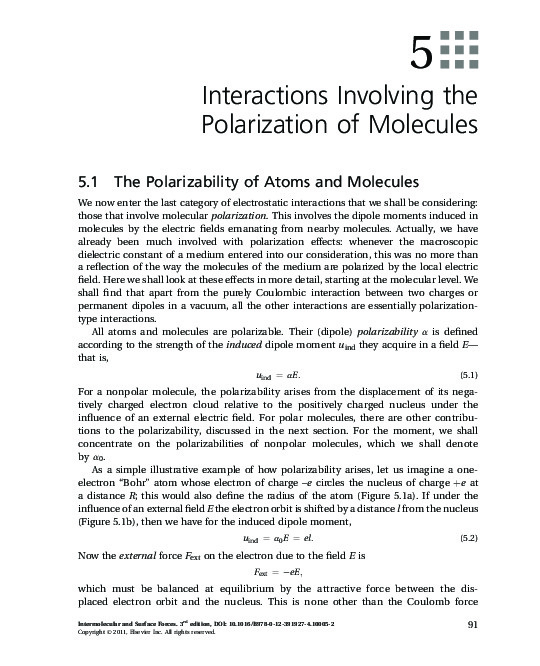 5
Interactions Involving the
Polarization of Molecules
5.1 The Polarizability of Atoms and Molecules
We now enter the last category of electrostatic interactions that we shall be considering:
those that involve molecular polarization. This involves the dipole moments induced in
molecules by the electric fields emanating from nearby molecules. Actually, we have
already been much involved with polarization effects: whenever the macroscopic
dielectric constant of a medium entered into our consideration, this was no more than
a reflection of the way the molecules of the medium are polarized by the local electric
field. Here we shall look at these effects in more detail, starting at the molecular level. We
shall find that apart from the purely Coulombic interaction between two charges or
permanent dipoles in a vacuum, all the other interactions are essentially polarization-
type interactions.
All atoms and molecules are polarizable. Their (dipole) polarizability α is defined
according to the strength of the induced dipole moment uind they acquire in a field E—
that is,
uind = αE. (5.1)
For a nonpolar molecule, the polarizability arises from the displacement of its nega-
tively charged electron cloud relative to the positively charged nucleus under the
influence of an external electric field. For polar molecules, there are other contribu-
tions to the polarizability, discussed in the next section. For the moment, we shall
concentrate on the polarizabilities of nonpolar molecules, which we shall denote
by α0.
As a simple illustrative example of how polarizability arises, let us imagine a one-
electron “Bohr” atom whose electron of charge –e circles the nucleus of charge +e at
a distance R; this would also define the radius of the atom (Figure 5.1a). If under the
influence of an external field E the electron orbit is shifted by a distance l from the nucleus
(Figure 5.1b), then we have for the induced dipole moment,
uind = α0E = el. (5.2)
Now the external force Fext on the electron due to the field E is
Fext = −eE,
which must be balanced at equilibrium by the attractive force between the dis-
placed electron orbit and the nucleus. This is none other than the Coulomb force
Intermolecular and Surface Forces. 3rd edition, DOI: 10.1016/B978-0-12-391927-4.10005-2
Copyright © 2011, Elsevier Inc. All rights reserved.
91